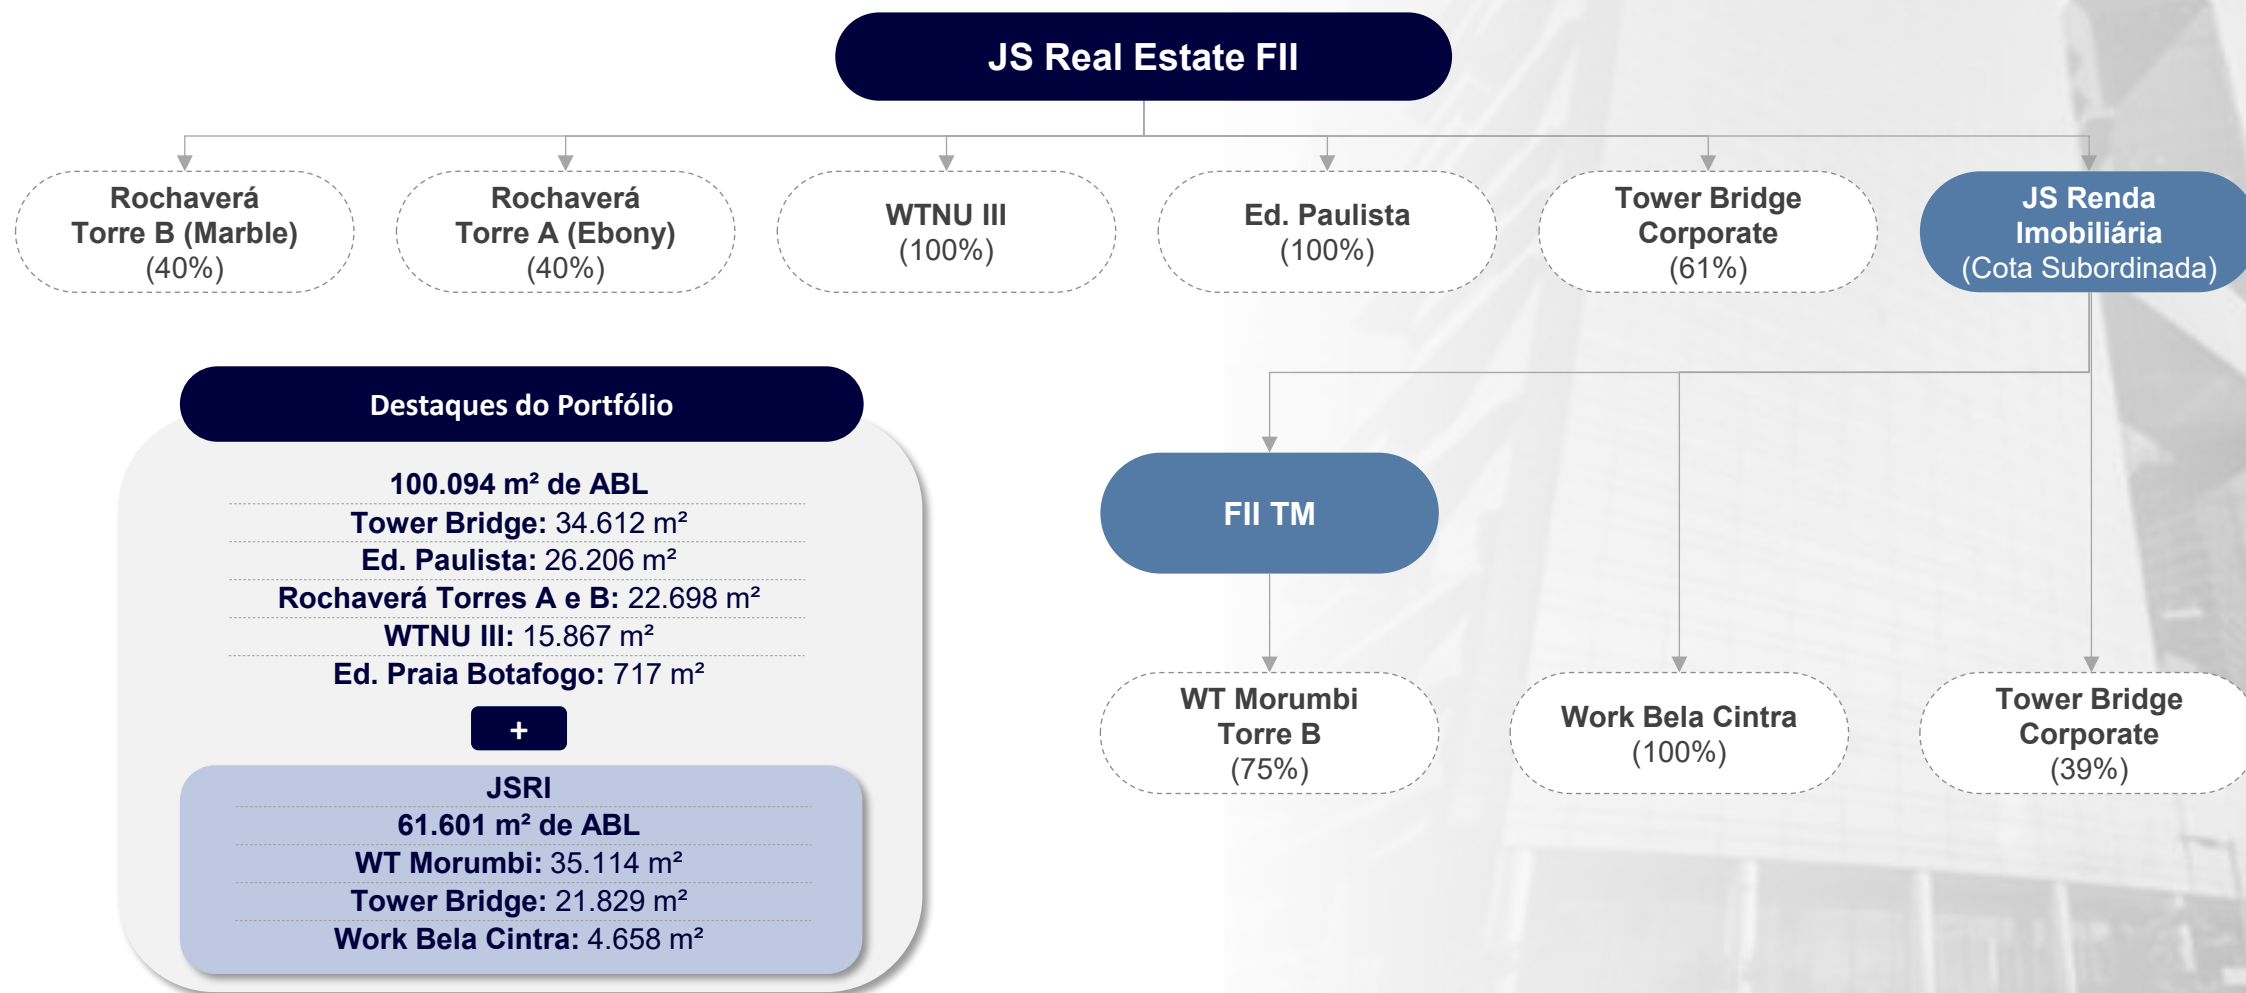 JS Real Estate FII
Rochaverá
Torre B (Marble)
(40%)
Rochaverá
Torre A (Ebony)
(40%)
WTNU III
(100%)
Ed. Paulista
(100%)
Tower Bridge
Corporate
(61%)
JS Renda
Imobiliária
(Cota Subordinada)
Destaques do Portfólio
100.094 m² de ABL
Tower Bridge: 34.612 m²
Ed. Paulista: 26.206 m²
Rochaverá Torres A e B: 22.698 m²
WTNU III: 15.867 m²
Ed. Praia Botafogo: 717 m²
+
JSRI
61.601 m² de ABL
WT Morumbi: 35.114 m²
Tower Bridge: 21.829 m²
Work Bela Cintra: 4.658 m²
FII TM
WT Morumbi
Torre B
(75%)
Work Bela Cintra
(100%)
Tower Bridge
Corporate
(39%)